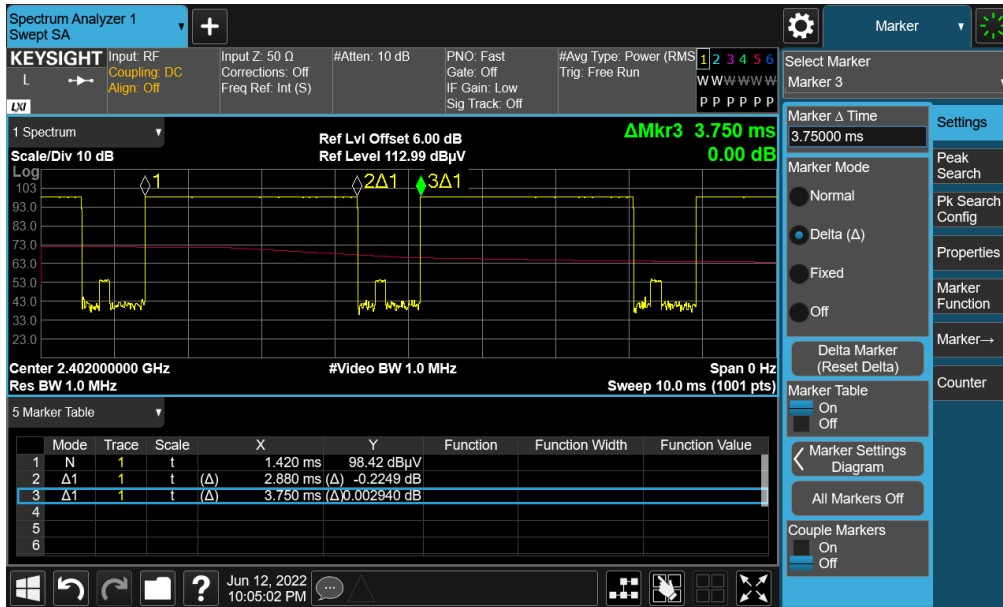 Spectrum Analyzer 1
Swept SA
+
Marker
KEYSIGHT
L
LXI
Input: RF
Coupling: DC
Align: Off
Input Z: 50 Ω
Corrections: Off
Freq Ref: Int (S)
#Atten: 10 dB
PNO: Fast
Gate: Off
IF Gain: Low
Sig Track: Off
#Avg Type: Power (RMS
Trig: Free Run
1 2 3 4 5 6
W W W W W W
P P P P P P
Select Marker
Marker 3
1 Spectrum
Scale/Div 10 dB
Ref Lvl Offset 6.00 dB
Ref Level 112.99 dBµV
ΔMkr3 3.750 ms
0.00 dB
Log
103
93.0
83.0
73.0
63.0
53.0
43.0
33.0
23.0
1
2Δ1
3Δ1
Center 2.402000000 GHz
Res BW 1.0 MHz
#Video BW 1.0 MHz
Span 0 Hz
Sweep 10.0 ms (1001 pts)
5 Marker Table
Mode Trace Scale X Y Function Function Width Function Value
1 N 1 t 1.420 ms 98.42 dBµV
2 Δ1 1 t (Δ) 2.880 ms (Δ) -0.2249 dB
3 Δ1 1 t (Δ) 3.750 ms (Δ)0.002940 dB
4
5
6
Marker Δ Time
3.75000 ms
Marker Mode
Normal
Delta (Δ)
Fixed
Off
Delta Marker
(Reset Delta)
Marker Table
On
Off
Marker Settings
Diagram
All Markers Off
Couple Markers
On
Off
Settings
Peak
Search
Pk Search
Config
Properties
Marker
Function
Marker→
Counter
?
Jun 12, 2022
10:05:02 PM